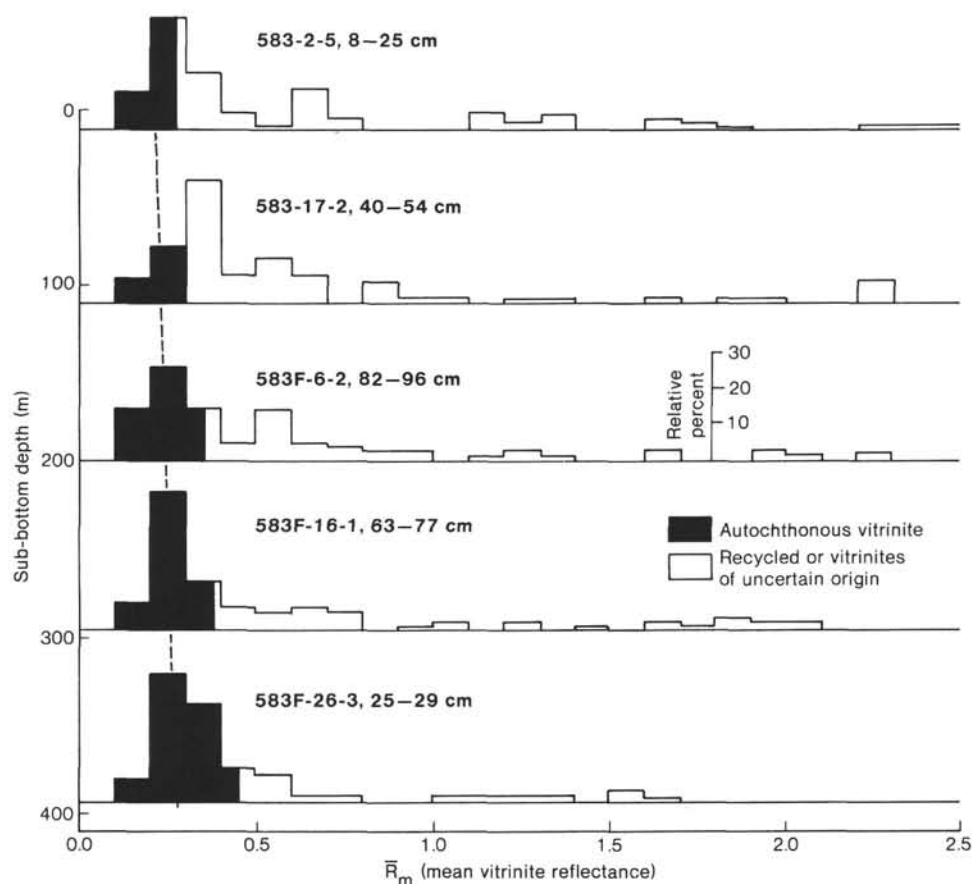 583-2-5, 8–25 cm
0
583-17-2, 40–54 cm
100
583F-6-2, 82–96 cm
Relative
percent
30
20
10
200
Sub-bottom depth (m)
583F-16-1, 63–77 cm
Autochthonous vitrinite
Recycled or vitrinites
of uncertain origin
300
583F-26-3, 25–29 cm
400
0.0 0.5 1.0 1.5 2.0 2.5
R̅m (mean vitrinite reflectance)